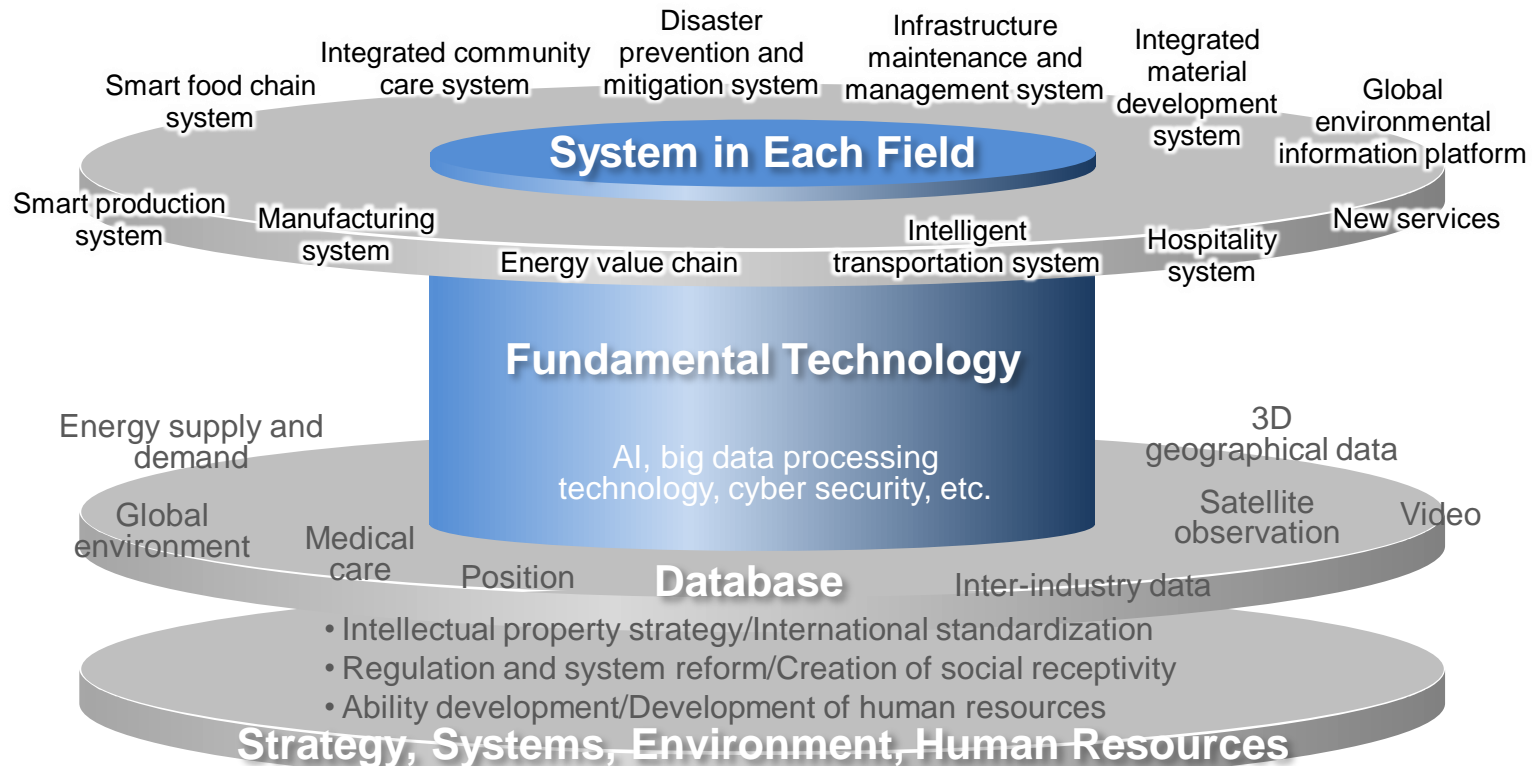 Smart food chain
system
Integrated community
care system
Disaster
prevention and
mitigation system
Infrastructure
maintenance and
management system
Integrated
material
development
system
Global
environmental
information platform
System in Each Field
Smart production
system
Manufacturing
system
Energy value chain
Intelligent
transportation system
Hospitality
system
New services
Fundamental Technology
AI, big data processing
technology, cyber security, etc.
Energy supply and
demand
Global
environment
Medical
care
Position
Database
Inter-industry data
3D
geographical data
Satellite
observation
Video
• Intellectual property strategy/International standardization
• Regulation and system reform/Creation of social receptivity
• Ability development/Development of human resources
Strategy, Systems, Environment, Human Resources